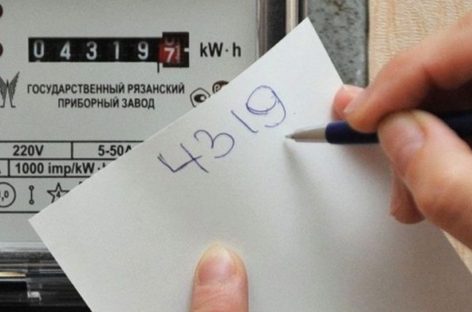 043197 kW·h
ГОСУДАРСТВЕННЫЙ РЯЗАНСКИЙ
ПРИБОРНЫЙ ЗАВОД
220V 5-50A
1000 imp/kW·
4319